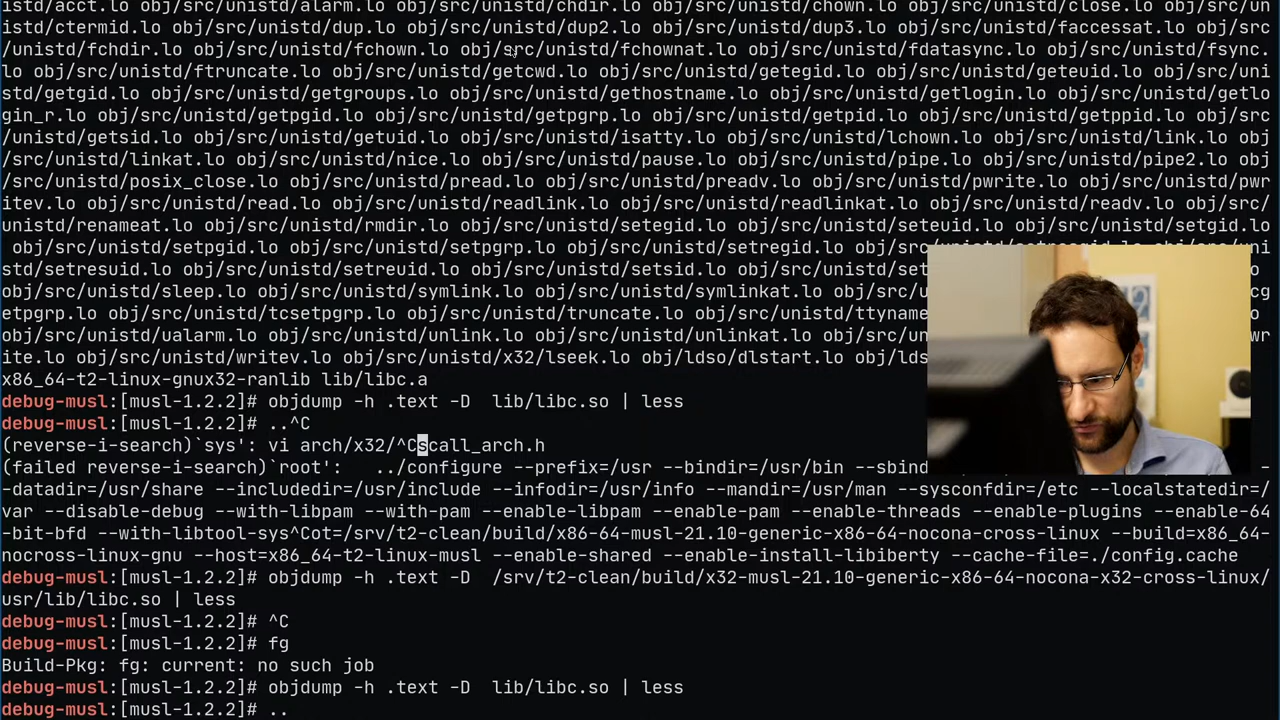 istd/acct.lo obj/src/unistd/alarm.lo obj/src/unistd/chdir.lo obj/src/unistd/chown.lo obj/src/unistd/close.lo obj/src/un
istd/ctermid.lo obj/src/unistd/dup.lo obj/src/unistd/dup2.lo obj/src/unistd/dup3.lo obj/src/unistd/faccessat.lo obj/src
/unistd/fchdir.lo obj/src/unistd/fchown.lo obj/src/unistd/fchownat.lo obj/src/unistd/fdatasync.lo obj/src/unistd/fsync.
lo obj/src/unistd/ftruncate.lo obj/src/unistd/getcwd.lo obj/src/unistd/getegid.lo obj/src/unistd/geteuid.lo obj/src/uni
std/getgid.lo obj/src/unistd/getgroups.lo obj/src/unistd/gethostname.lo obj/src/unistd/getlogin.lo obj/src/unistd/getlo
gin_r.lo obj/src/unistd/getpgid.lo obj/src/unistd/getpgrp.lo obj/src/unistd/getpid.lo obj/src/unistd/getppid.lo obj/src
/unistd/getsid.lo obj/src/unistd/getuid.lo obj/src/unistd/isatty.lo obj/src/unistd/lchown.lo obj/src/unistd/link.lo obj
/src/unistd/linkat.lo obj/src/unistd/nice.lo obj/src/unistd/pause.lo obj/src/unistd/pipe.lo obj/src/unistd/pipe2.lo obj
/src/unistd/posix_close.lo obj/src/unistd/pread.lo obj/src/unistd/preadv.lo obj/src/unistd/pwrite.lo obj/src/unistd/pwr
itev.lo obj/src/unistd/read.lo obj/src/unistd/readlink.lo obj/src/unistd/readlinkat.lo obj/src/unistd/readv.lo obj/src/
unistd/renameat.lo obj/src/unistd/rmdir.lo obj/src/unistd/setegid.lo obj/src/unistd/seteuid.lo obj/src/unistd/setgid.lo
obj/src/unistd/setpgid.lo obj/src/unistd/setpgrp.lo obj/src/unistd/setregid.lo obj/src/uni
std/setresuid.lo obj/src/unistd/setreuid.lo obj/src/unistd/setsid.lo obj/src/unistd/set
istd/sleep.lo obj/src/unistd/symlink.lo obj/src/unistd/symlinkat.lo obj/src/unistd/tcg
etpgrp.lo obj/src/unistd/tcsetpgrp.lo obj/src/unistd/truncate.lo obj/src/unistd/ttyname
obj/src/unistd/ualarm.lo obj/src/unistd/unlink.lo obj/src/unistd/unlinkat.lo obj/src/un wr
ite.lo obj/src/unistd/writev.lo obj/src/unistd/x32/lseek.lo obj/ldso/dlstart.lo obj/lds
x86_64-t2-linux-gnux32-ranlib lib/libc.a
debug-musl:[musl-1.2.2]# objdump -h .text -D  lib/libc.so | less
debug-musl:[musl-1.2.2]# ..^C
(reverse-i-search)`sys': vi arch/x32/^Cscall_arch.h
(failed reverse-i-search)`root':   ../configure --prefix=/usr --bindir=/usr/bin --sbind -
-datadir=/usr/share --includedir=/usr/include --infodir=/usr/info --mandir=/usr/man --sysconfdir=/etc --localstatedir=/
var --disable-debug --with-libpam --with-pam --enable-libpam --enable-pam --enable-threads --enable-plugins --enable-64
-bit-bfd --with-libtool-sys^Cot=/srv/t2-clean/build/x86-64-musl-21.10-generic-x86-64-nocona-cross-linux --build=x86_64-
nocross-linux-gnu --host=x86_64-t2-linux-musl --enable-shared --enable-install-libiberty --cache-file=./config.cache
debug-musl:[musl-1.2.2]# objdump -h .text -D  /srv/t2-clean/build/x32-musl-21.10-generic-x86-64-nocona-x32-cross-linux/
usr/lib/libc.so | less
debug-musl:[musl-1.2.2]# ^C
debug-musl:[musl-1.2.2]# fg
Build-Pkg: fg: current: no such job
debug-musl:[musl-1.2.2]# objdump -h .text -D  lib/libc.so | less
debug-musl:[musl-1.2.2]# ..